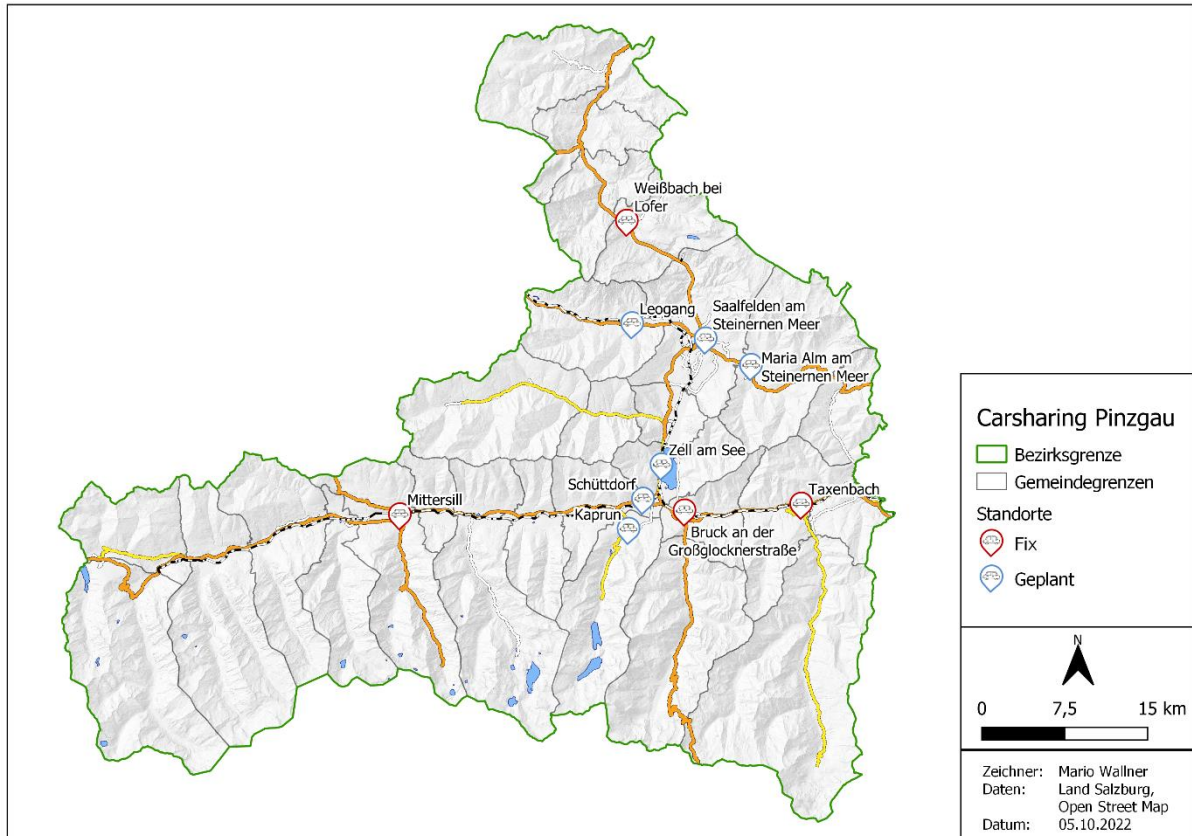 Weißbach bei
Lofer
Leogang
Saalfelden am
Steinernen Meer
Maria Alm am
Steinernen Meer
Zell am See
Schüttdorf
Kaprun
Mittersill
Taxenbach
Bruck an der
Großglocknerstraße
Carsharing Pinzgau
Bezirksgrenze
Gemeindegrenzen
Standorte
Fix
Geplant
N
0 7,5 15 km
Zeichner: Mario Wallner
Daten: Land Salzburg,
Open Street Map
Datum: 05.10.2022